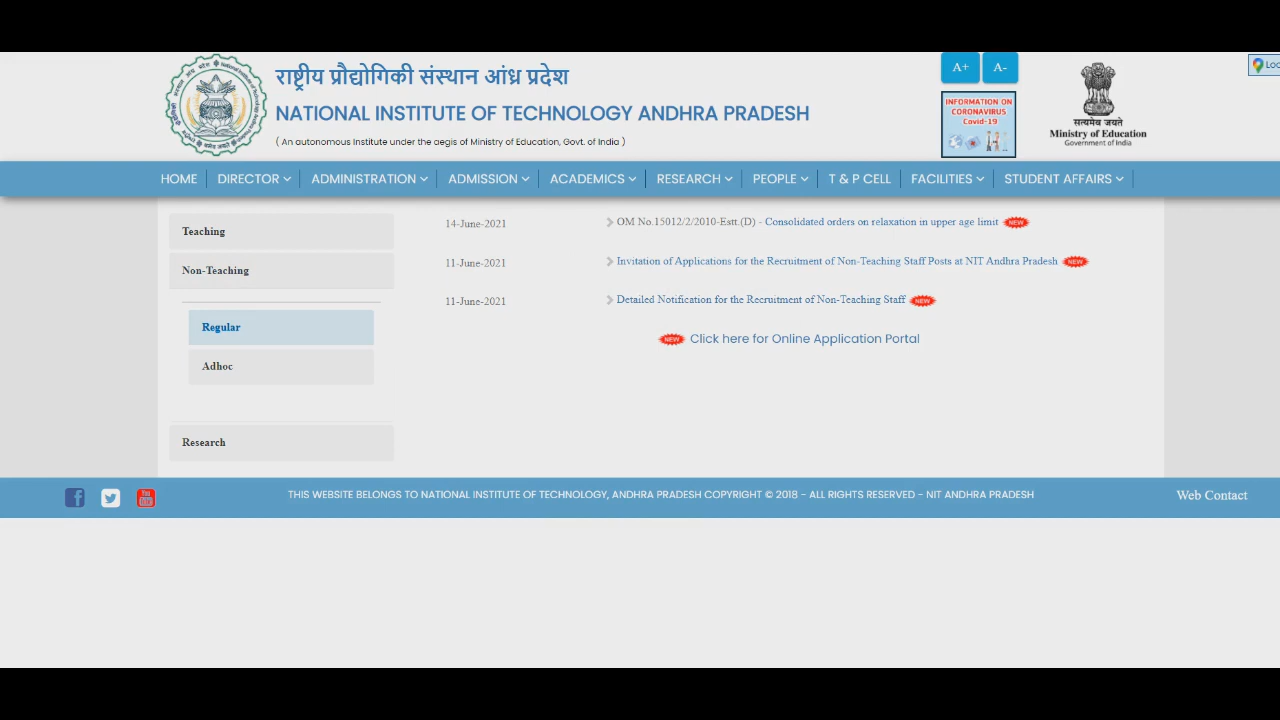 राष्ट्रीय प्रौद्योगिकी संस्थान आंध्र प्रदेश
NATIONAL INSTITUTE OF TECHNOLOGY ANDHRA PRADESH
( An autonomous Institute under the aegis of Ministry of Education, Govt. of India )
A+ A-
INFORMATION ON
CORONAVIRUS
Covid-19
सत्यमेव जयते
Ministry of Education
Government of India
HOME DIRECTOR ADMINISTRATION ADMISSION ACADEMICS RESEARCH PEOPLE T & P CELL FACILITIES STUDENT AFFAIRS
Teaching
Non-Teaching
Regular
Adhoc
Research
14-June-2021 OM No.15012/2/2010-Estt.(D) - Consolidated orders on relaxation in upper age limit NEW
11-June-2021 Invitation of Applications for the Recruitment of Non-Teaching Staff Posts at NIT Andhra Pradesh NEW
11-June-2021 Detailed Notification for the Recruitment of Non-Teaching Staff NEW
NEW Click here for Online Application Portal
THIS WEBSITE BELONGS TO NATIONAL INSTITUTE OF TECHNOLOGY, ANDHRA PRADESH COPYRIGHT © 2018 - ALL RIGHTS RESERVED - NIT ANDHRA PRADESH
Web Contact